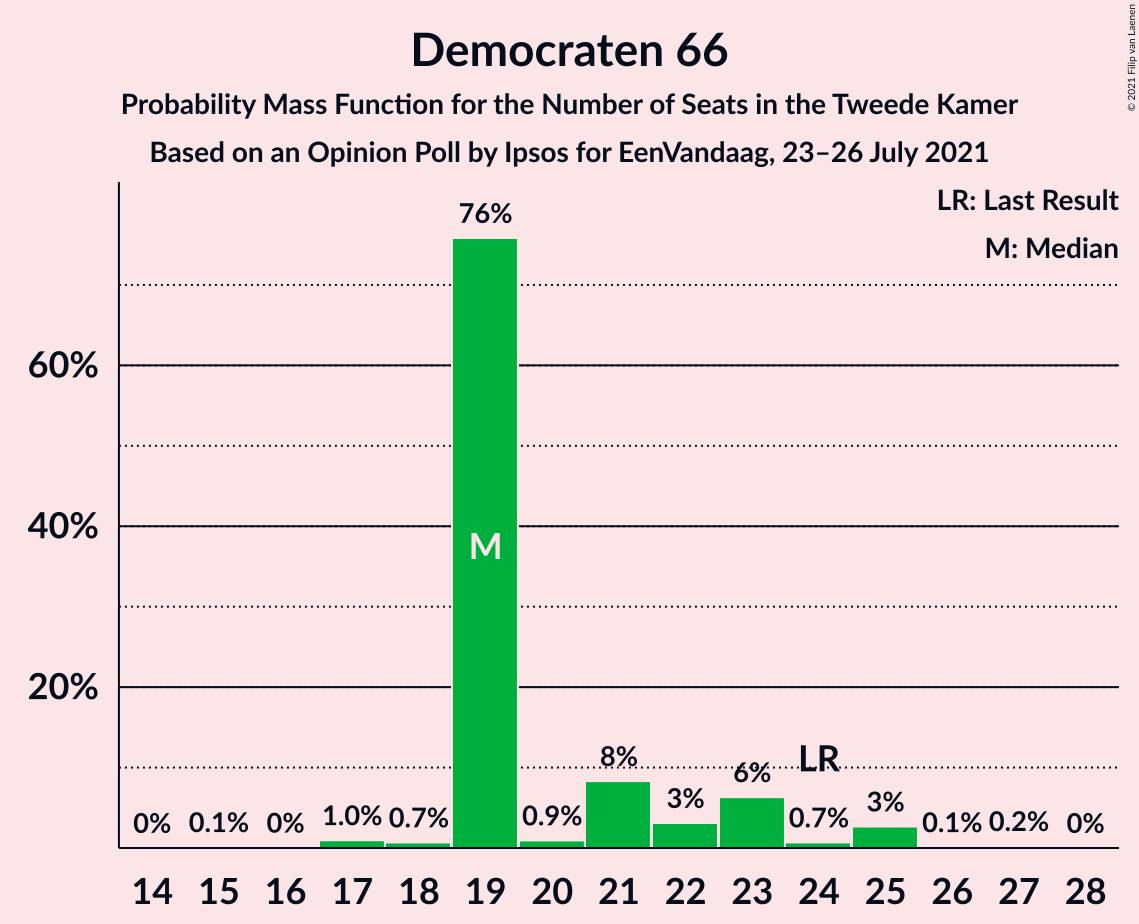 Democraten 66
Probability Mass Function for the Number of Seats in the Tweede Kamer
Based on an Opinion Poll by Ipsos for EenVandaag, 23–26 July 2021
© 2021 Filip van Laenen
LR: Last Result
M: Median
60%
40%
20%
0%
0.1%
0%
1.0%
0.7%
76%
M
0.9%
8%
3%
6%
LR
0.7%
3%
0.1%
0.2%
0%
14 15 16 17 18 19 20 21 22 23 24 25 26 27 28